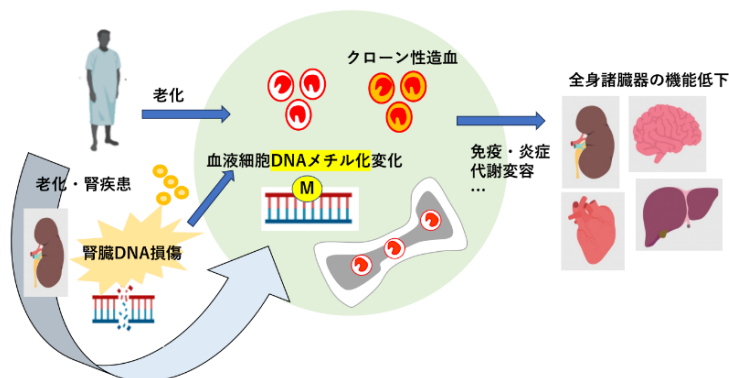 クローン性造血
全身諸臓器の機能低下
老化
血液細胞DNAメチル化変化
免疫・炎症
代謝変容
…
老化・腎疾患
M
腎臓DNA損傷